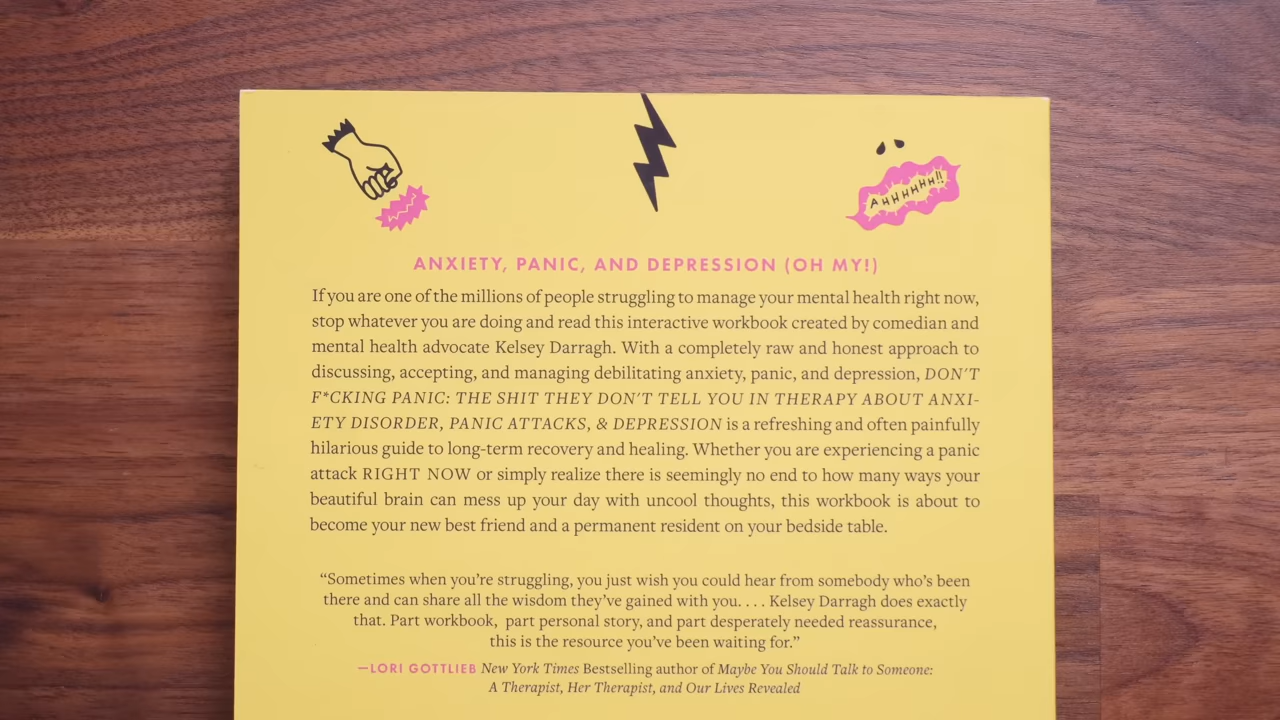 AHHHHHH!!
ANXIETY, PANIC, AND DEPRESSION (OH MY!)
If you are one of the millions of people struggling to manage your mental health right now,
stop whatever you are doing and read this interactive workbook created by comedian and
mental health advocate Kelsey Darragh. With a completely raw and honest approach to
discussing, accepting, and managing debilitating anxiety, panic, and depression, DON'T
F*CKING PANIC: THE SHIT THEY DON'T TELL YOU IN THERAPY ABOUT ANXI-
ETY DISORDER, PANIC ATTACKS, & DEPRESSION is a refreshing and often painfully
hilarious guide to long-term recovery and healing. Whether you are experiencing a panic
attack RIGHT NOW or simply realize there is seemingly no end to how many ways your
beautiful brain can mess up your day with uncool thoughts, this workbook is about to
become your new best friend and a permanent resident on your bedside table.
“Sometimes when you’re struggling, you just wish you could hear from somebody who’s been
there and can share all the wisdom they’ve gained with you. . . . Kelsey Darragh does exactly
that. Part workbook, part personal story, and part desperately needed reassurance,
this is the resource you’ve been waiting for.”
—LORI GOTTLIEB New York Times Bestselling author of Maybe You Should Talk to Someone:
A Therapist, Her Therapist, and Our Lives Revealed